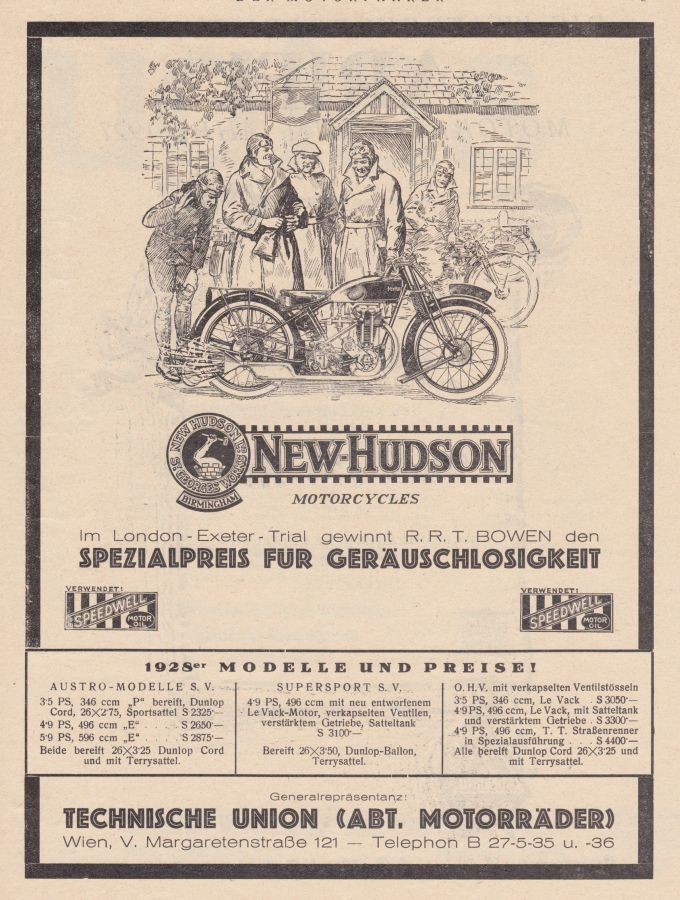 DER MOTORFAHRER
NEW HUDSON LTD
ST GEORGES WORKS
BIRMINGHAM
NEW-HUDSON
MOTORCYCLES
Im London-Exeter-Trial gewinnt R. R. T. BOWEN den
SPEZIALPREIS FUR GERÄUSCHLOSIGKEIT
VERWENDET:
SPEEDWELL
MOTOR
OIL
VERWENDET:
SPEEDWELL
MOTOR
OIL
1928er MODELLE UND PREISE!
AUSTRO-MODELLE S. V.
3·5 PS, 346 ccm „P" bereift, Dunlop
Cord, 26×2·75, Sportsattel S 2325·—
4·9 PS, 496 ccm „E" . . . . S 2650·—
5·9 PS, 596 ccm „E" . . . . S 2875·—
Beide bereift 26×3·25 Dunlop Cord
und mit Terrysattel.
SUPERSPORT S. V.
4·9 PS, 496 ccm mit neu entworfenem
Le Vack-Motor, verkapselten Ventilen,
verstärktem Getriebe, Satteltank
S 3100·—
Bereift 26×3·50, Dunlop-Ballon,
Terrysattel.
O. H. V. mit verkapselten Ventilstösseln
3·5 PS, 346 ccm, Le Vack . S 3050·—
4·9 PS, 496 ccm, Le Vack, mit Satteltank
und verstärktem Getriebe . S 3300·—
4·9 PS, 496 ccm, T. T. Straßenrenner
in Spezialausführung . . S 4400·—
Alle bereift Dunlop Cord 26×3·25 und
mit Terrysattel.
Generalrepräsentanz:
TECHNISCHE UNION (ABT. MOTORRÄDER)
Wien, V. Margaretenstraße 121 — Telephon B 27-5-35 u. -36